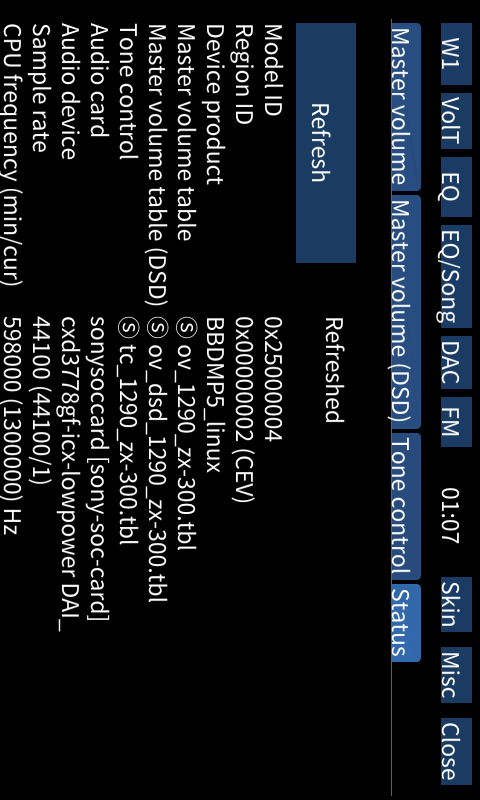 W1 VolT EQ EQ/Song DAC FM 01:07 Skin Misc Close
Master volume Master volume (DSD) Tone control Status
Refresh Refreshed
Model ID 0x25000004
Region ID 0x00000002 (CEV)
Device product BBDMP5_linux
Master volume table Ⓢ ov_1290_zx-300.tbl
Master volume table (DSD) Ⓢ ov_dsd_1290_zx-300.tbl
Tone control Ⓢ tc_1290_zx-300.tbl
Audio card sonysoccard [sony-soc-card]
Audio device cxd3778gf-icx-lowpower DAI_
Sample rate 44100 (44100/1)
CPU frequency (min/cur) 598000 (1300000) Hz